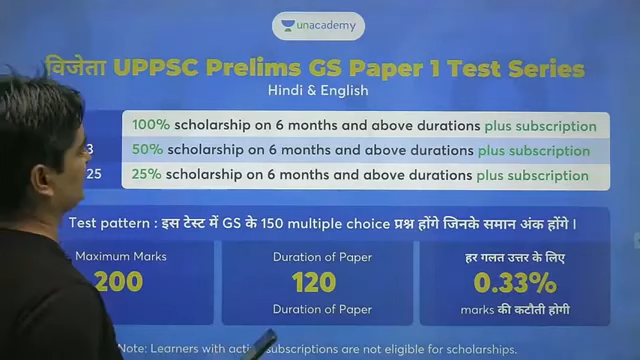 unacademy
विजेता UPPSC Prelims GS Paper 1 Test Series
Hindi & English
100% scholarship on 6 months and above durations plus subscription
3 50% scholarship on 6 months and above durations plus subscription
25 25% scholarship on 6 months and above durations plus subscription
Test pattern : इस टेस्ट में GS के 150 multiple choice प्रश्न होंगे जिनके समान अंक होंगे ।
Maximum Marks
200
Duration of Paper
120
Duration of Paper
हर गलत उत्तर के लिए
0.33%
marks की कटौती होगी
Note: Learners with active subscriptions are not eligible for scholarships.